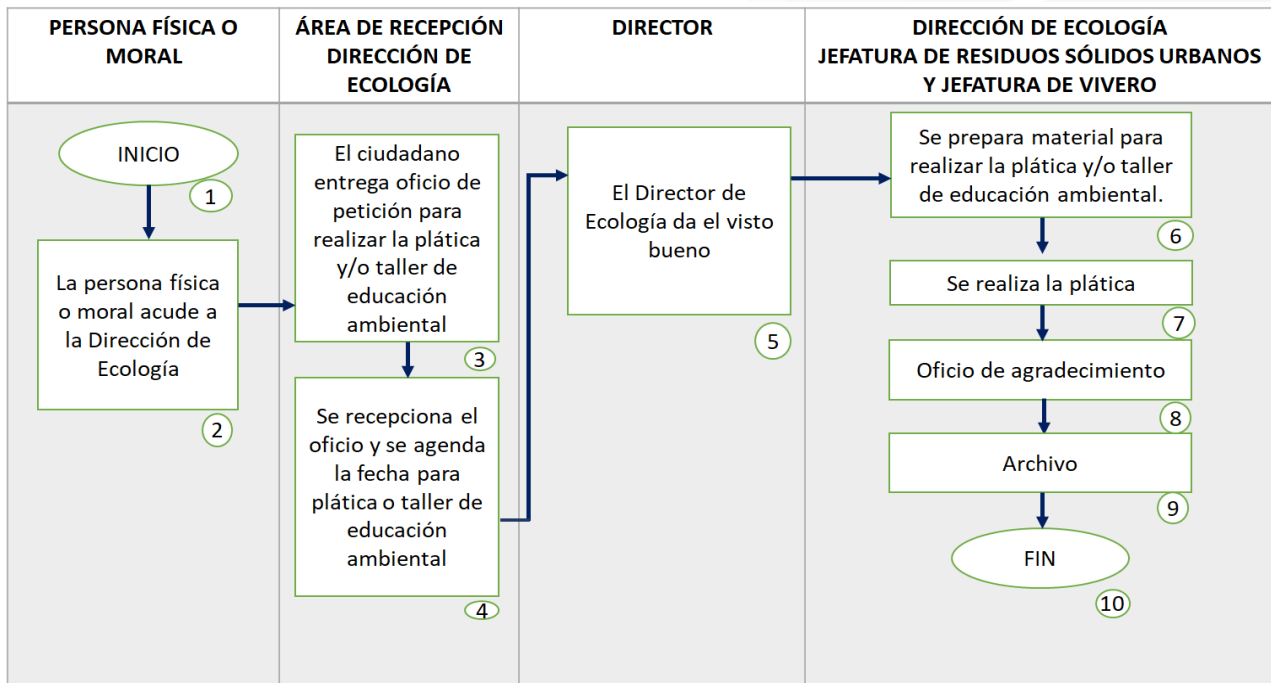 PERSONA FÍSICA O
MORAL
ÁREA DE RECEPCIÓN
DIRECCIÓN DE
ECOLOGÍA
DIRECTOR
DIRECCIÓN DE ECOLOGÍA
JEFATURA DE RESIDUOS SÓLIDOS URBANOS
Y JEFATURA DE VIVERO
INICIO
1
La persona física
o moral acude a
la Dirección de
Ecología
2
El ciudadano
entrega oficio de
petición para
realizar la plática
y/o taller de
educación
ambiental
3
Se recepciona el
oficio y se agenda
la fecha para
plática o taller de
educación
ambiental
4
El Director de
Ecología da el visto
bueno
5
Se prepara material para
realizar la plática y/o taller
de educación ambiental.
6
Se realiza la plática
7
Oficio de agradecimiento
8
Archivo
9
FIN
10